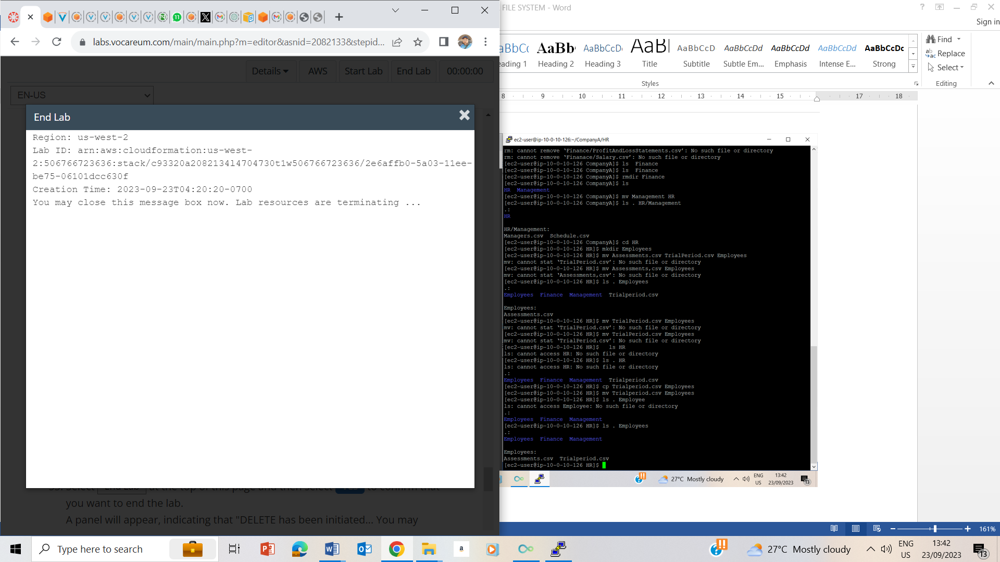 FILE SYSTEM - Word
Sign in
labs.vocareum.com/main/main.php?m=editor&asnid=2082133&stepid...
Details
AWS
Start Lab
End Lab
00:00:00
EN-US
End Lab
Region: us-west-2
Lab ID: arn:aws:cloudformation:us-west-
2:506766723636:stack/c93320a2082134l4704730t1w506766723636/2e6affb0-5a03-11ee-
be75-06101dcc630f
Creation Time: 2023-09-23T04:20:20-0700
You may close this message box now. Lab resources are terminating ...
you want to end the lab.
A panel will appear, indicating that "DELETE has been initiated... You may
AaBb AaBbCcD AaB AaBbCcD AaBbCcDd AaBbCcDd AaBbCcDd AaBbCcDc
eading 1 Heading 2 Heading 3 Title Subtitle Subtle Em... Emphasis Intense E... Strong
Styles
Find
Replace
Select
Editing
8 9 10 11 12 13 14 15 17 18
ec2-user@ip-10-0-10-126:~/CompanyA/HR
rm: cannot remove ‘Finance/ProfitAndLossStatements.csv’: No such file or directory
rm: cannot remove ‘Finanace/Salary.csv’: No such file or directory
[ec2-user@ip-10-0-10-126 CompanyA]$ ls  Finance
[ec2-user@ip-10-0-10-126 CompanyA]$ ls  Finance
[ec2-user@ip-10-0-10-126 CompanyA]$ rmdir Finance
[ec2-user@ip-10-0-10-126 CompanyA]$ ls
HR  Management
[ec2-user@ip-10-0-10-126 CompanyA]$ mv Management HR
[ec2-user@ip-10-0-10-126 CompanyA]$ ls . HR/Management
.:
HR
HR/Management:
Managers.csv  Schedule.csv
[ec2-user@ip-10-0-10-126 CompanyA]$ cd HR
[ec2-user@ip-10-0-10-126 HR]$ mkdir Employees
[ec2-user@ip-10-0-10-126 HR]$ mv Assessments.csv TrialPeriod.csv Employees
mv: cannot stat ‘TrialPeriod.csv’: No such file or directory
[ec2-user@ip-10-0-10-126 HR]$ mv Assessments,csv Employees
mv: cannot stat ‘Assessments,csv’: No such file or directory
[ec2-user@ip-10-0-10-126 HR]$ ls . Employees
.:
Employees  Finance  Management  Trialperiod.csv
Employees:
Assessments.csv
[ec2-user@ip-10-0-10-126 HR]$ mv TrialPeriod.csv Employees
mv: cannot stat ‘TrialPeriod.csv’: No such file or directory
[ec2-user@ip-10-0-10-126 HR]$ mv TrialPeriod.csv Employees
mv: cannot stat ‘TrialPeriod.csv’: No such file or directory
[ec2-user@ip-10-0-10-126 HR]$   ls HR
ls: cannot access HR: No such file or directory
[ec2-user@ip-10-0-10-126 HR]$ ls . HR
ls: cannot access HR: No such file or directory
.:
Employees  Finance  Management  Trialperiod.csv
[ec2-user@ip-10-0-10-126 HR]$ cp Trialperiod.csv Employees
[ec2-user@ip-10-0-10-126 HR]$ mv Trialperiod.csv Employees
[ec2-user@ip-10-0-10-126 HR]$ ls . Employee
ls: cannot access Employee: No such file or directory
.:
Employees  Finance  Management
[ec2-user@ip-10-0-10-126 HR]$ ls . Employees
.:
Employees  Finance  Management
Employees:
Assessments.csv  Trialperiod.csv
[ec2-user@ip-10-0-10-126 HR]$
27°C Mostly cloudy
ENG
US
13:42
23/09/2023
13
161%
Type here to search
27°C Mostly cloudy
ENG
US
13:42
23/09/2023
13